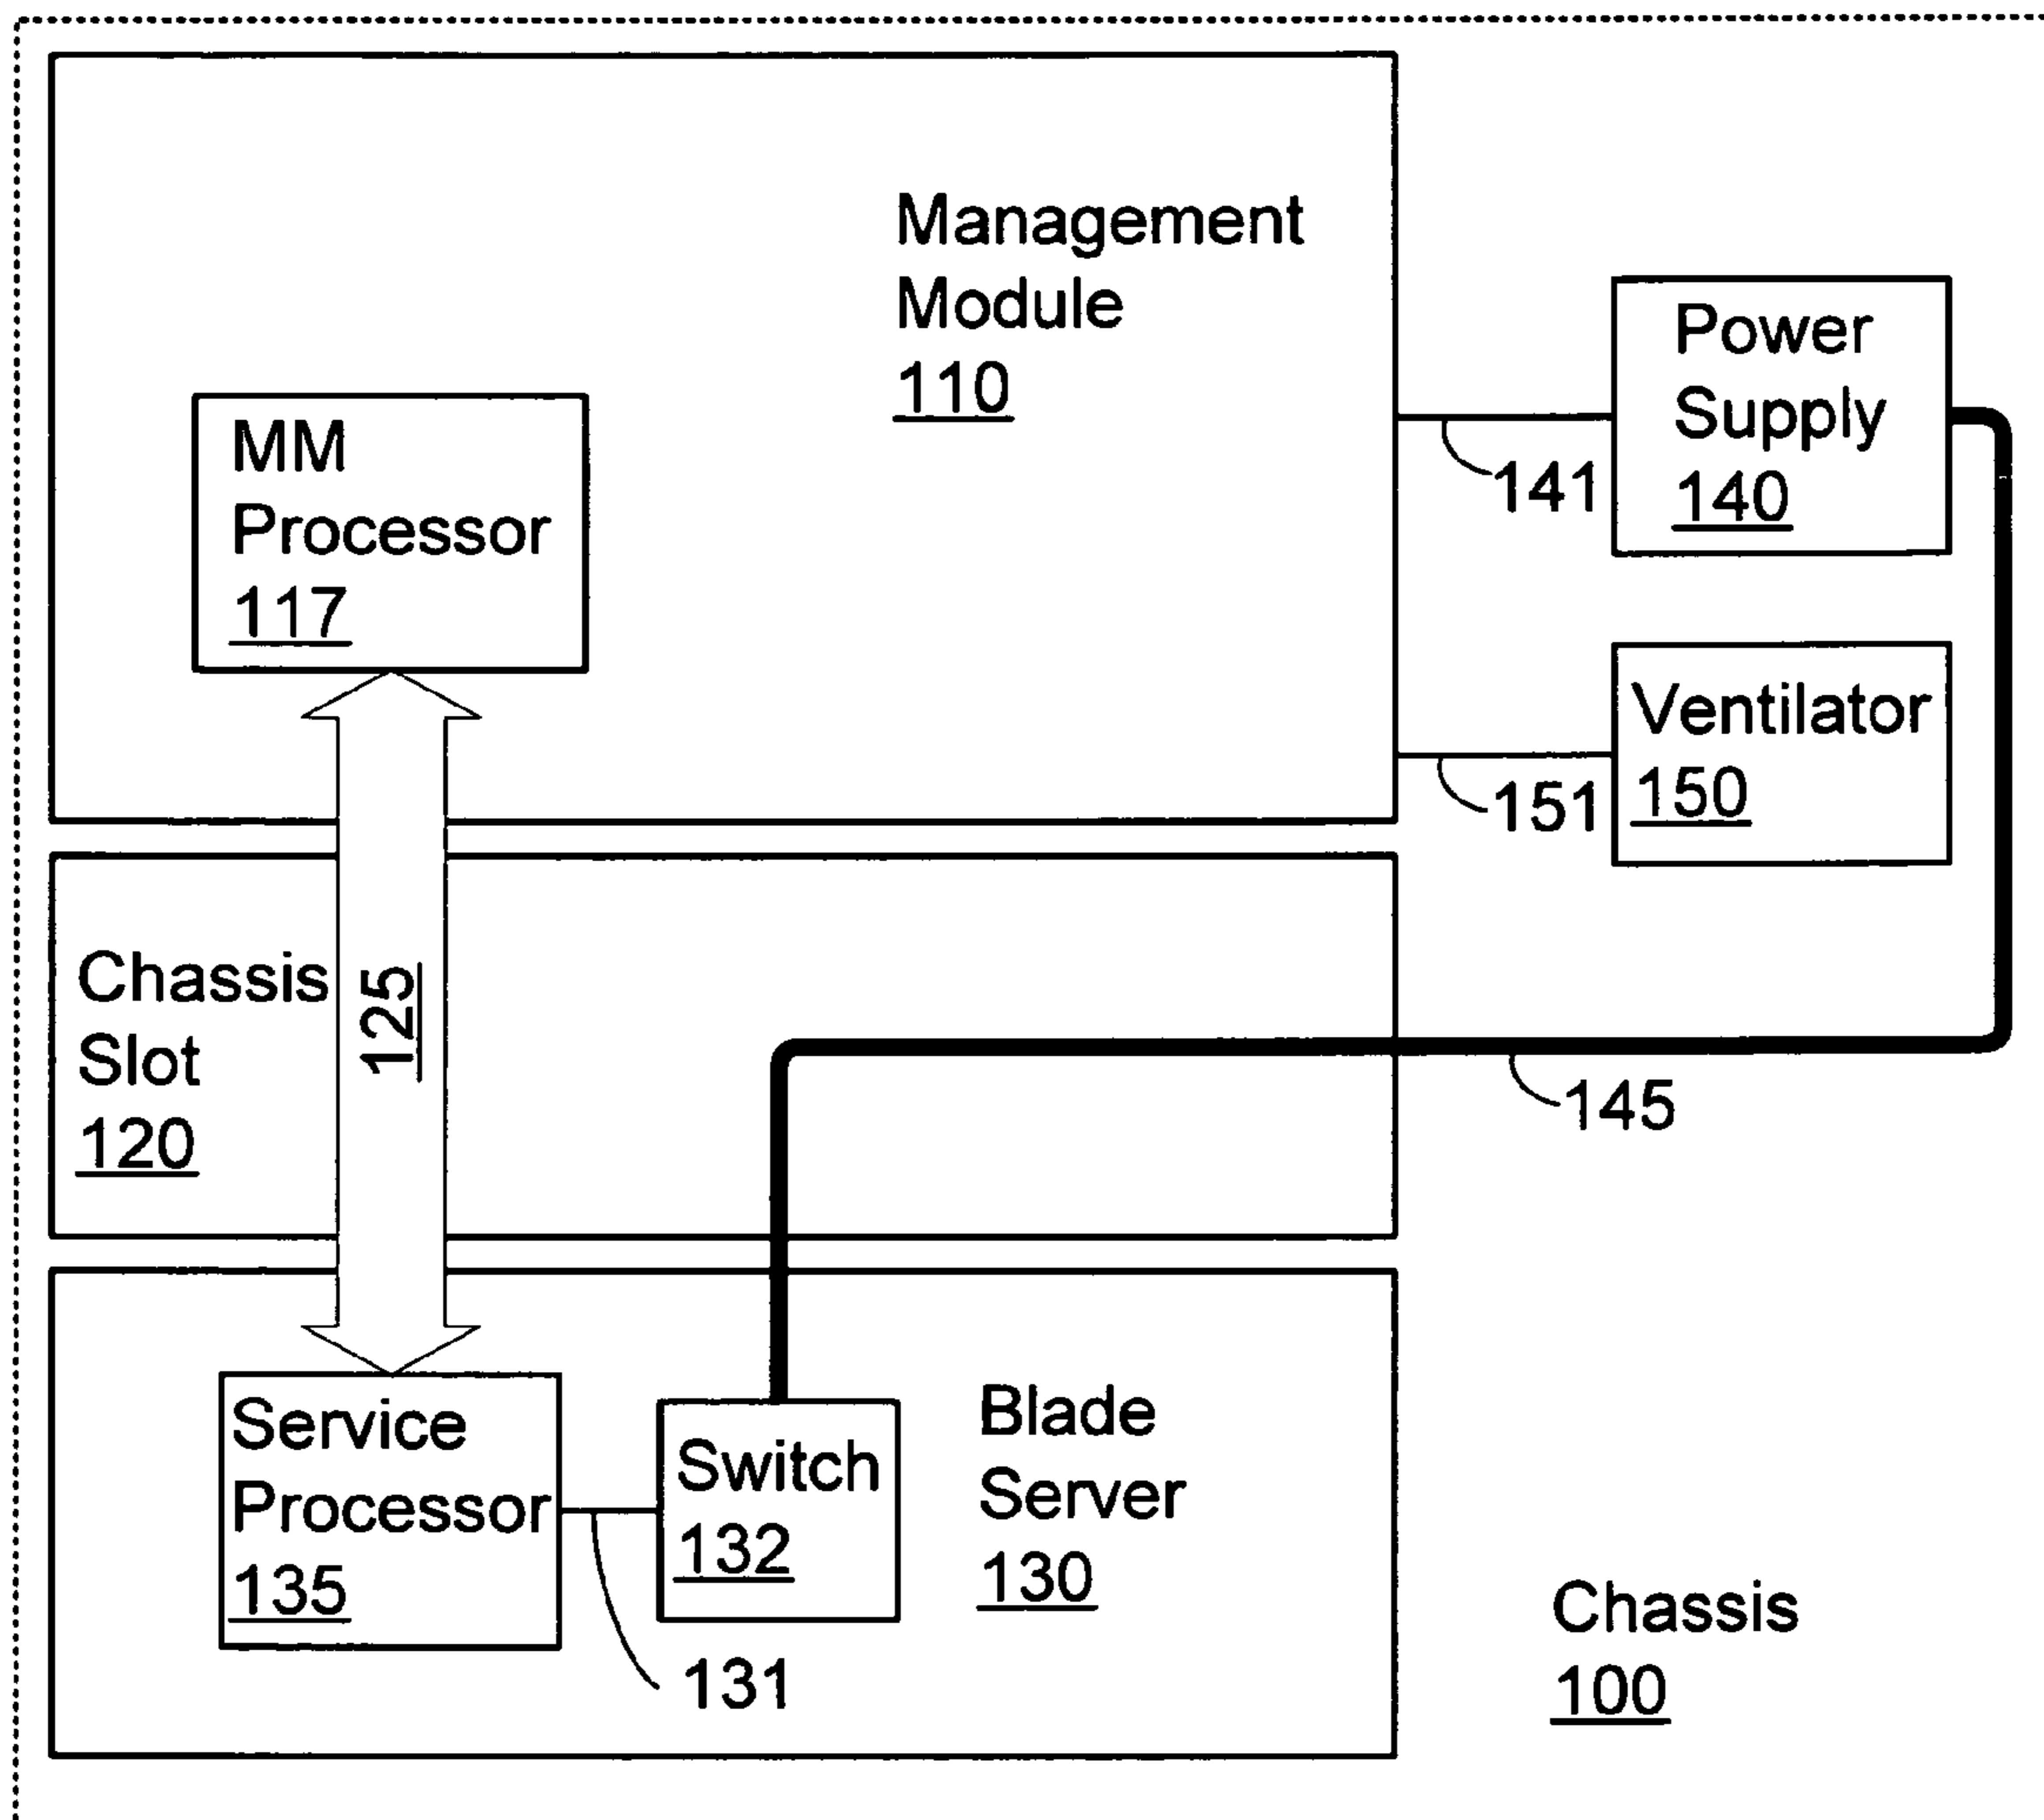 Management
Module
110
MM
Processor
117
Power
Supply
140
141
Ventilator
150
151
Chassis
Slot
120
125
145
Service
Processor
135
Switch
132
131
Blade
Server
130
Chassis
100